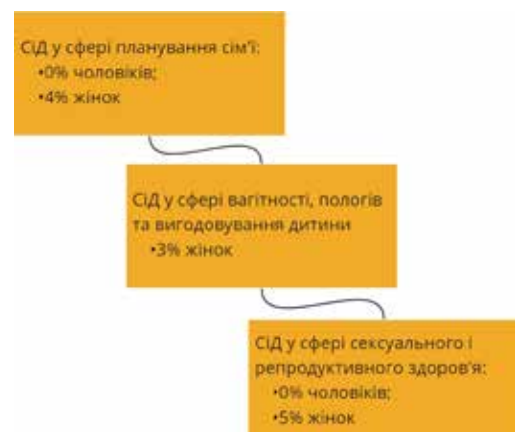 СіД у сфері планування сім'ї:
•0% чоловіків;
•4% жінок
СіД у сфері вагітності, пологів
та вигодовування дитини
•3% жінок
СіД у сфері сексуального і
репродуктивного здоров'я:
•0% чоловіків;
•5% жінок